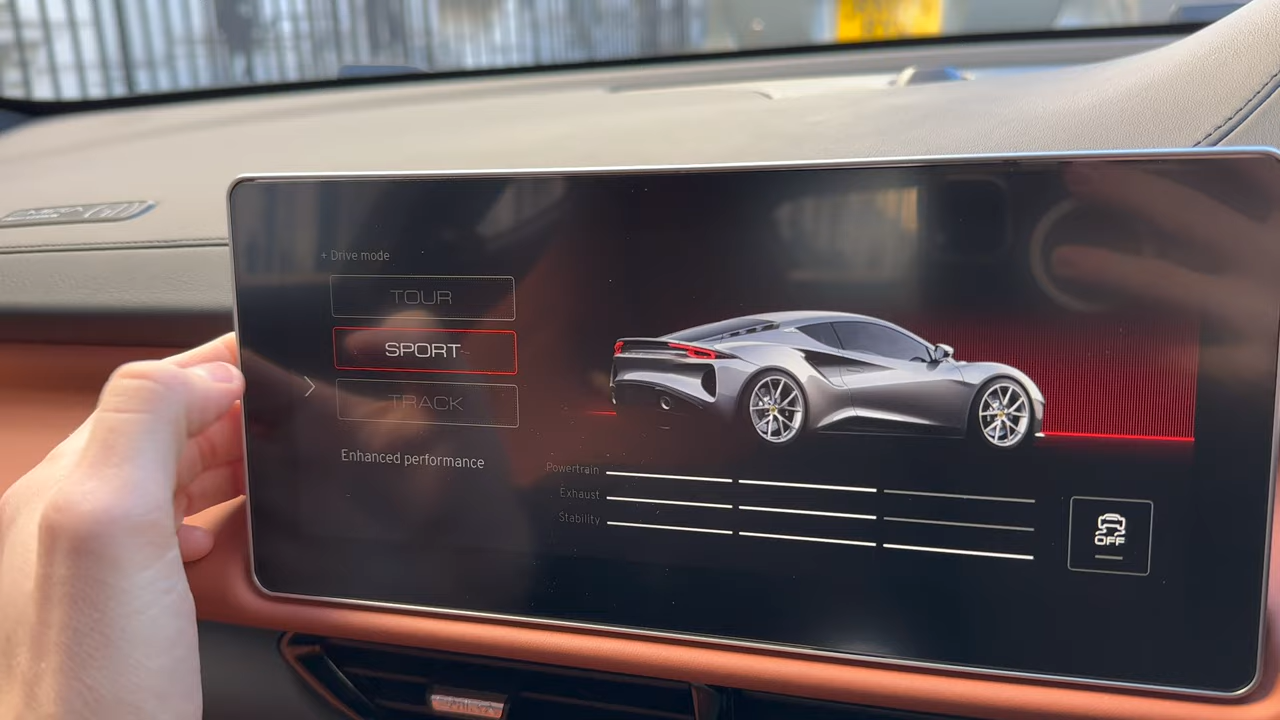 + Drive mode
TOUR
SPORT
TRACK
Enhanced performance
Powertrain
Exhaust
Stability
OFF